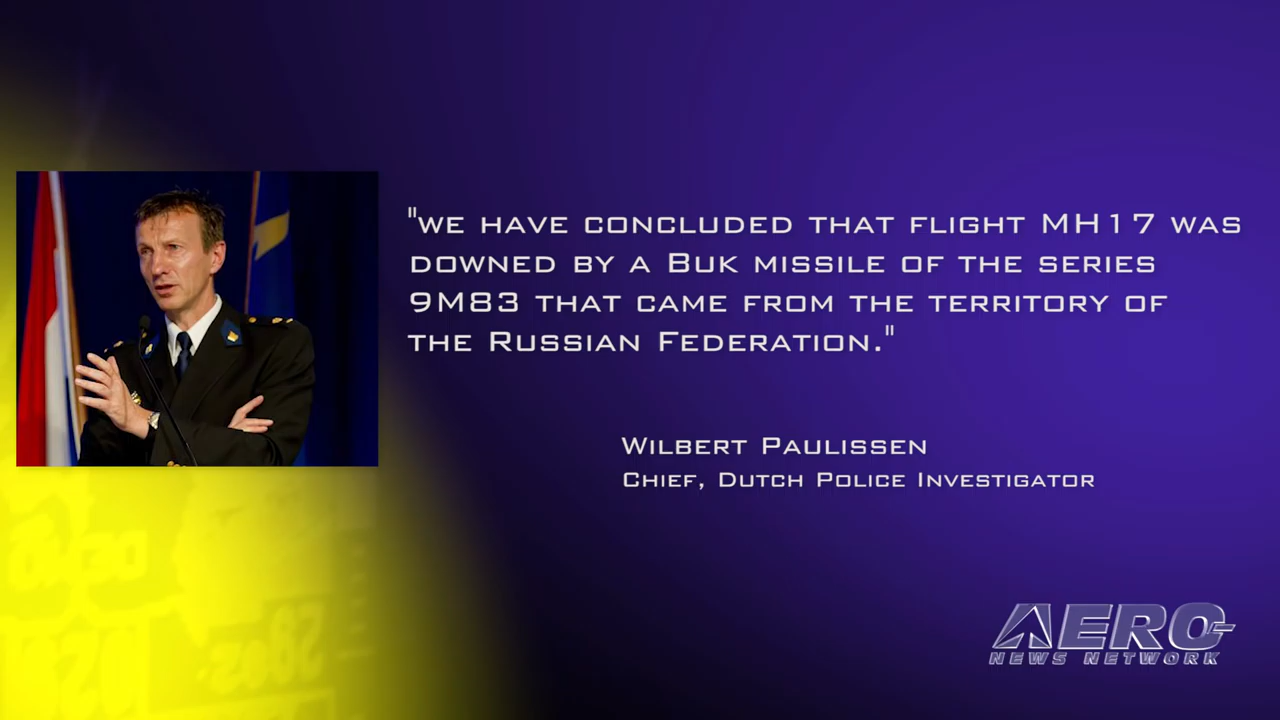 "WE HAVE CONCLUDED THAT FLIGHT MH17 WAS
DOWNED BY A BUK MISSILE OF THE SERIES
9M83 THAT CAME FROM THE TERRITORY OF
THE RUSSIAN FEDERATION."
WILBERT PAULISSEN
CHIEF, DUTCH POLICE INVESTIGATOR
AERO-
NEWS NETWORK